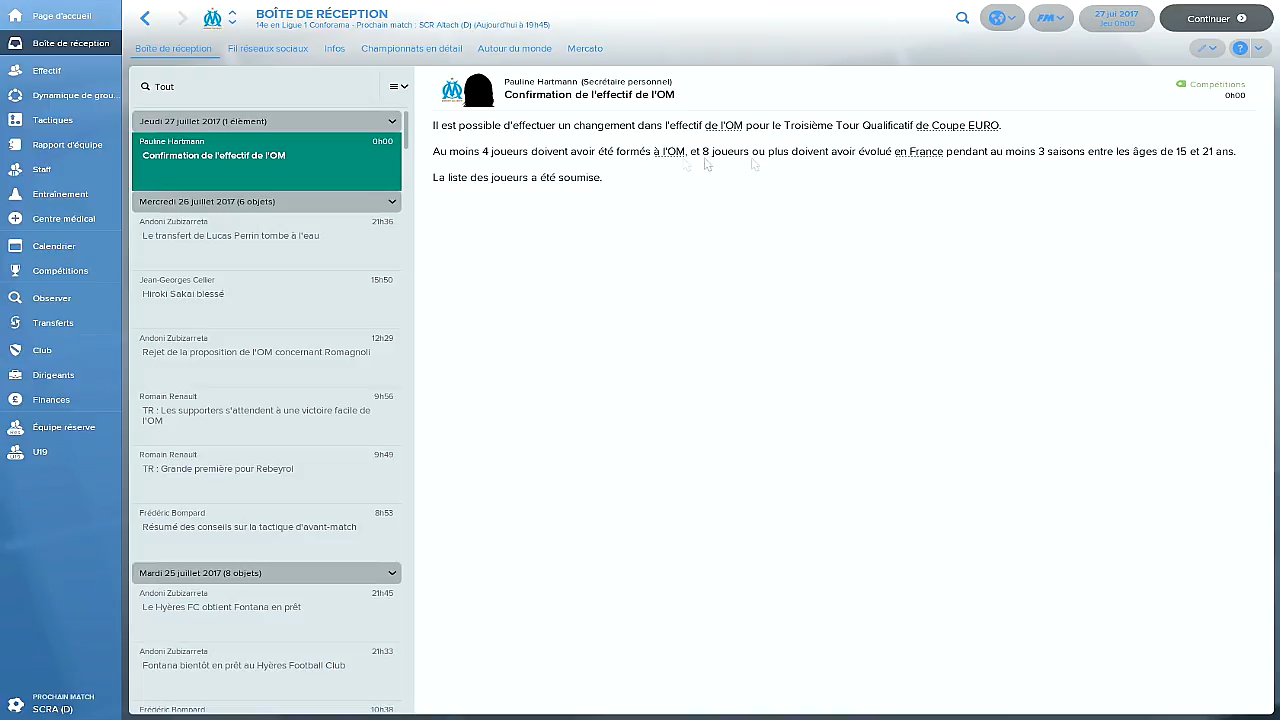 Page d'accueil
Boîte de réception
Effectif
Dynamique de grou...
Tactiques
Rapport d'équipe
Staff
Entraînement
Centre médical
Calendrier
Compétitions
Observer
Transferts
Club
Dirigeants
Finances
Équipe réserve
U19
PROCHAIN MATCH
SCRA (D)
BOÎTE DE RÉCEPTION
14e en Ligue 1 Conforama - Prochain match : SCR Altach (D) (Aujourd'hui à 19h45)
FM
27 jui 2017
Jeu 0h00
Continuer
Boîte de réception
Fil réseaux sociaux
Infos
Championnats en détail
Autour du monde
Mercato
?
Tout
Jeudi 27 juillet 2017 (1 élément)
Pauline Hartmann 0h00
Confirmation de l'effectif de l'OM
Mercredi 26 juillet 2017 (6 objets)
Andoni Zubizarreta 21h36
Le transfert de Lucas Perrin tombe à l'eau
Jean-Georges Cellier 15h50
Hiroki Sakai blessé
Andoni Zubizarreta 12h29
Rejet de la proposition de l'OM concernant Romagnoli
Romain Renault 9h56
TR : Les supporters s'attendent à une victoire facile de
l'OM
Romain Renault 9h49
TR : Grande première pour Rebeyrol
Frédéric Bompard 8h53
Résumé des conseils sur la tactique d'avant-match
Mardi 25 juillet 2017 (8 objets)
Andoni Zubizarreta 21h45
Le Hyères FC obtient Fontana en prêt
Andoni Zubizarreta 21h33
Fontana bientôt en prêt au Hyères Football Club
Frédéric Bompard 10h38
Pauline Hartmann (Secrétaire personnel)
Confirmation de l'effectif de l'OM
Competitions
0h00
Il est possible d'effectuer un changement dans l'effectif de l'OM pour le Troisième Tour Qualificatif de Coupe EURO.
Au moins 4 joueurs doivent avoir été formés à l'OM, et 8 joueurs ou plus doivent avoir évolué en France pendant au moins 3 saisons entre les âges de 15 et 21 ans.
La liste des joueurs a été soumise.